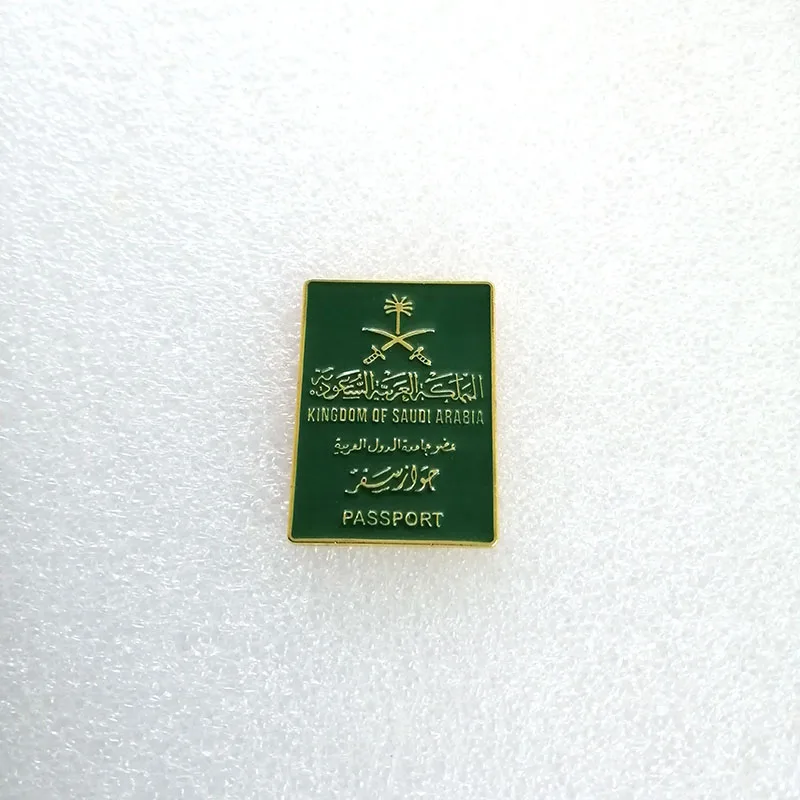 المملكة العربية السعودية
KINGDOM OF SAUDI ARABIA
عضو جامعة الدول العربية
جواز سفر
PASSPORT